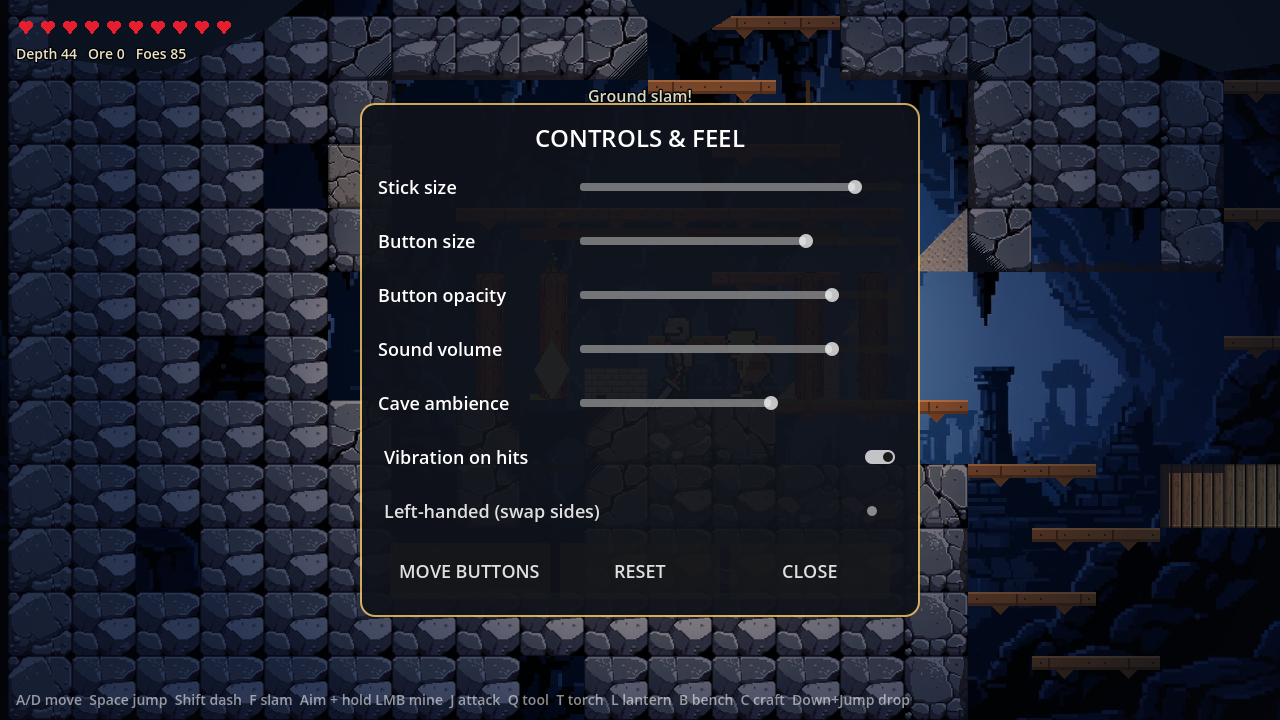 Depth 44 Ore 0 Foes 85
Ground slam!
CONTROLS & FEEL
Stick size
Button size
Button opacity
Sound volume
Cave ambience
Vibration on hits
Left-handed (swap sides)
MOVE BUTTONS RESET CLOSE
A/D move Space jump Shift dash F slam Aim + hold LMB mine J attack Q tool T torch L lantern B bench C craft Down+Jump drop